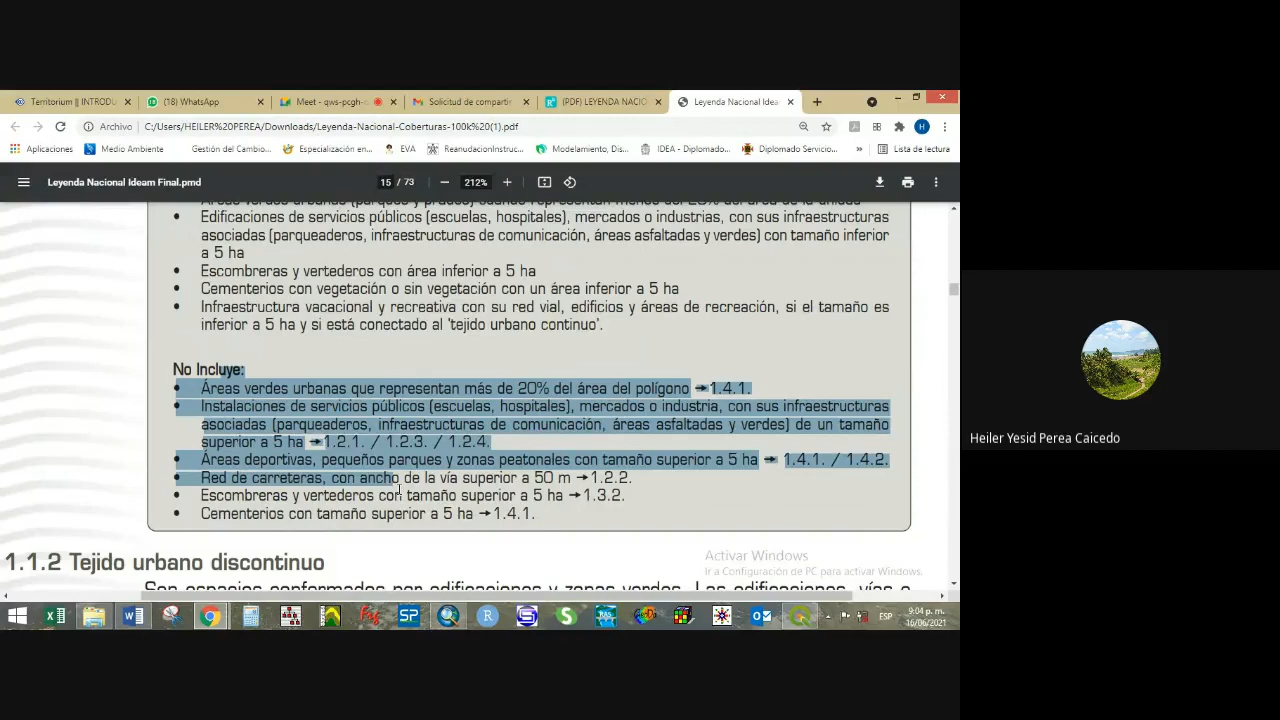 Territorium || INTRODU
(18) WhatsApp
Meet - qws-pcgh-
Solicitud de compartir
(PDF) LEYENDA NACIO
Leyenda Nacional Idea
Archivo
C:/Users/HEILER%20PEREA/Downloads/Leyenda-Nacional-Coberturas-100k%20(1).pdf
H
Aplicaciones
Medio Ambiente
Gestión del Cambio...
Especialización en...
EVA
ReanudacionInstruc...
Modelamiento, Dis...
IDEA - Diplomado...
Diplomado Servicio...
»
Lista de lectura
Leyenda Nacional Ideam Final.pmd
15 / 73
— 212% +
• Edificaciones de servicios públicos (escuelas, hospitales), mercados o industrias, con sus infraestructuras
asociadas (parqueaderos, infraestructuras de comunicación, áreas asfaltadas y verdes) con tamaño inferior
a 5 ha
• Escombreras y vertederos con área inferior a 5 ha
• Cementerios con vegetación o sin vegetación con un área inferior a 5 ha
• Infraestructura vacacional y recreativa con su red vial, edificios y áreas de recreación, si el tamaño es
inferior a 5 ha y si está conectado al 'tejido urbano continuo'.
No Incluye:
• Áreas verdes urbanas que representan más de 20% del área del polígono → 1.4.1.
• Instalaciones de servicios públicos (escuelas, hospitales), mercados o industria, con sus infraestructuras
asociadas (parqueaderos, infraestructuras de comunicación, áreas asfaltadas y verdes) de un tamaño
superior a 5 ha → 1.2.1. / 1.2.3. / 1.2.4.
• Áreas deportivas, pequeños parques y zonas peatonales con tamaño superior a 5 ha → 1.4.1. / 1.4.2.
• Red de carreteras, con ancho de la vía superior a 50 m → 1.2.2.
• Escombreras y vertederos con tamaño superior a 5 ha → 1.3.2.
• Cementerios con tamaño superior a 5 ha → 1.4.1.
1.1.2 Tejido urbano discontinuo
Activar Windows
Ir a Configuración de PC para activar Windows.
Heiler Yesid Perea Caicedo
SP
R
S
RAS
ESP
9:04 p. m.
16/06/2021